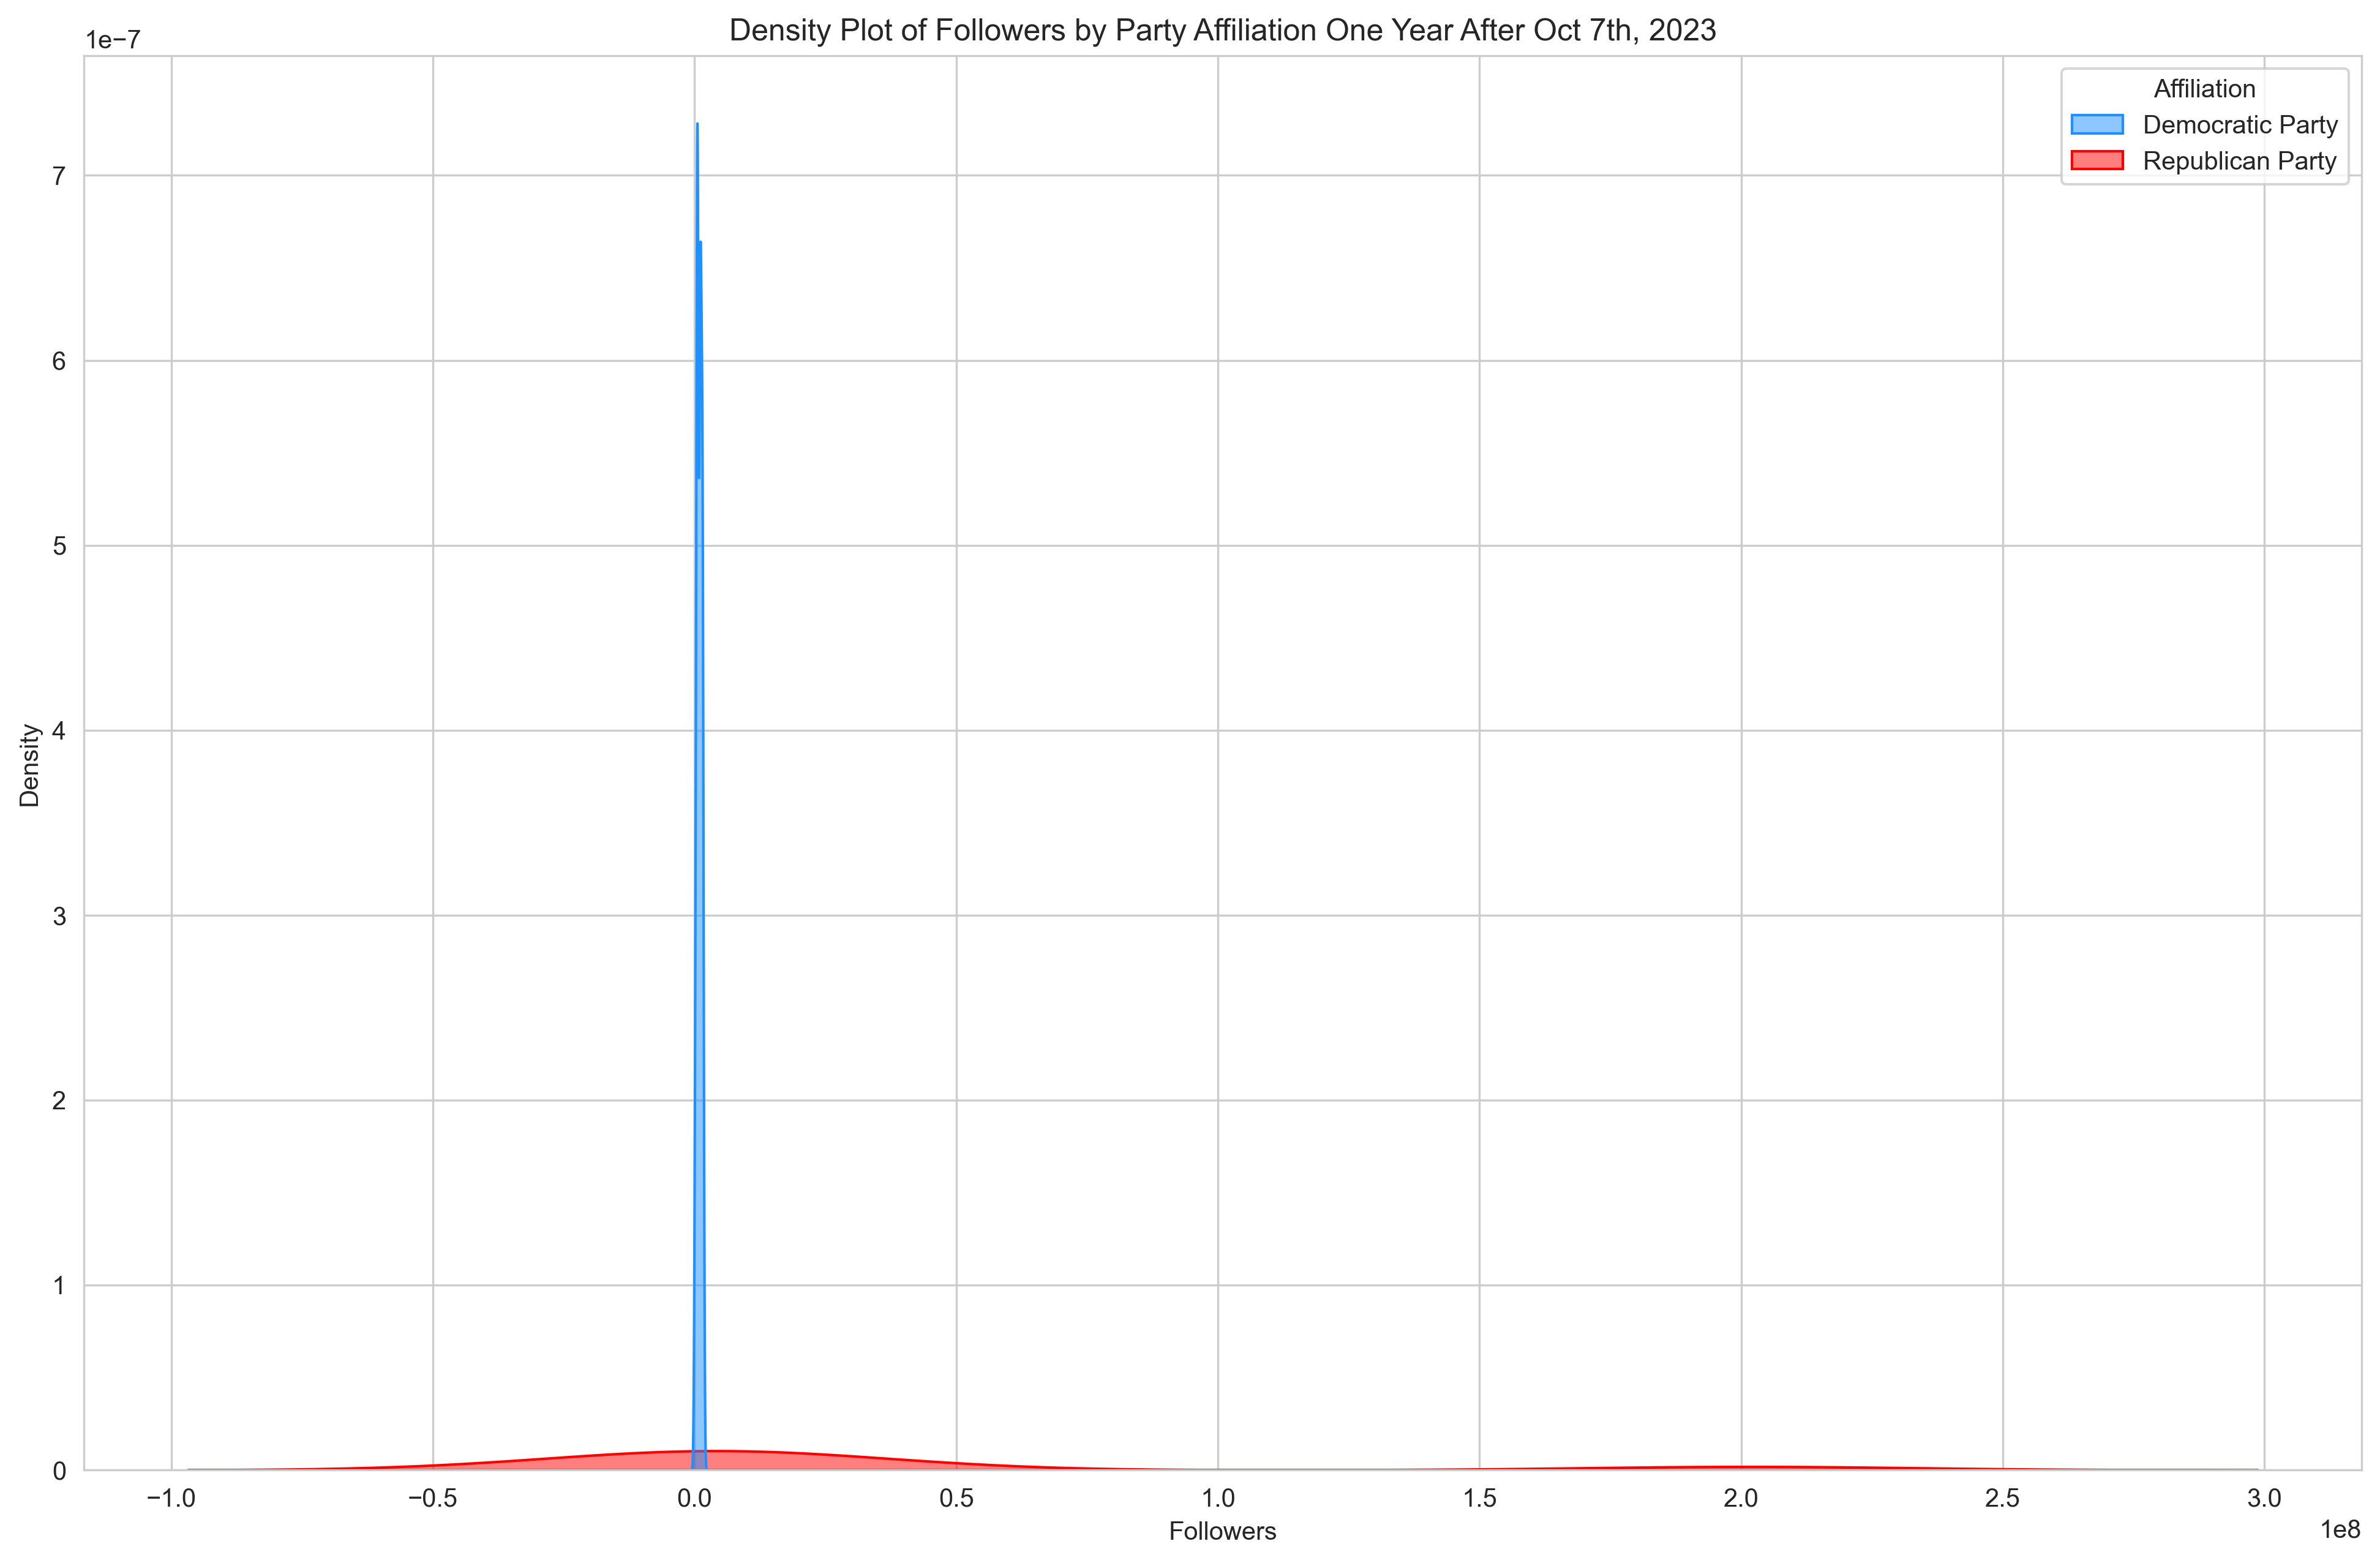 Density Plot of Followers by Party Affiliation One Year After Oct 7th, 2023
1e−7
Affiliation
Democratic Party
Republican Party
7
6
5
4
3
2
1
0
Density
−1.0 −0.5 0.0 0.5 1.0 1.5 2.0 2.5 3.0
Followers
1e8